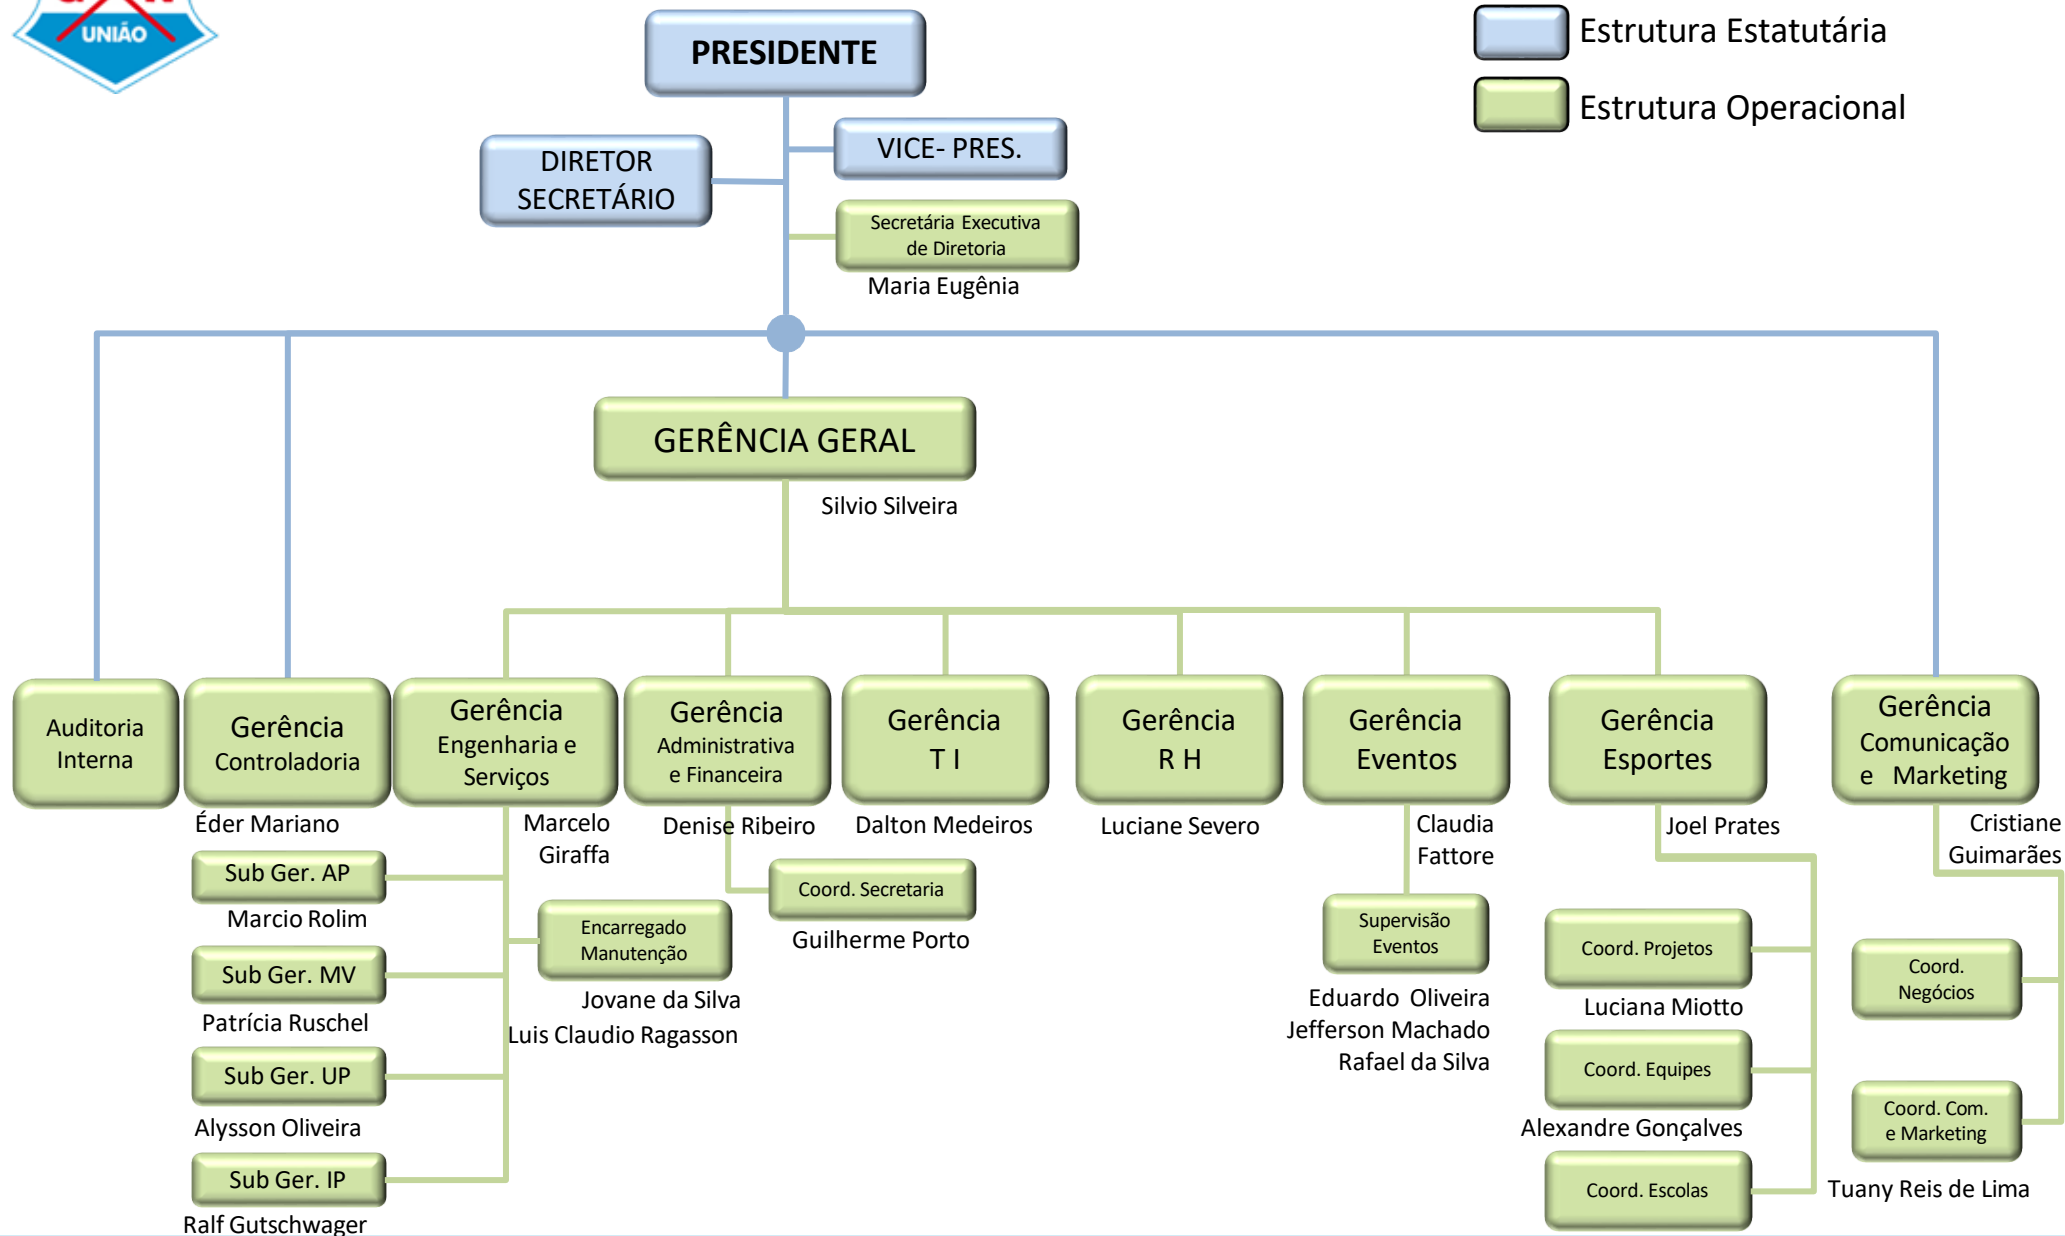 UNIÃO
PRESIDENTE
Estrutura Estatutária
Estrutura Operacional
DIRETOR
SECRETÁRIO
VICE- PRES.
Secretária Executiva
de Diretoria
Maria Eugênia
GERÊNCIA GERAL
Silvio Silveira
Auditoria
Interna
Gerência
Controladoria
Éder Mariano
Gerência
Engenharia e
Serviços
Marcelo
Giraffa
Sub Ger. AP
Marcio Rolim
Sub Ger. MV
Patrícia Ruschel
Sub Ger. UP
Alysson Oliveira
Sub Ger. IP
Ralf Gutschwager
Encarregado
Manutenção
Jovane da Silva
Luis Claudio Ragasson
Gerência
Administrativa
e Financeira
Denise Ribeiro
Coord. Secretaria
Guilherme Porto
Gerência
T I
Dalton Medeiros
Gerência
R H
Luciane Severo
Gerência
Eventos
Claudia
Fattore
Supervisão
Eventos
Eduardo Oliveira
Jefferson Machado
Rafael da Silva
Gerência
Esportes
Joel Prates
Coord. Projetos
Luciana Miotto
Coord. Equipes
Alexandre Gonçalves
Coord. Escolas
Gerência
Comunicação
e Marketing
Cristiane
Guimarães
Coord.
Negócios
Coord. Com.
e Marketing
Tuany Reis de Lima